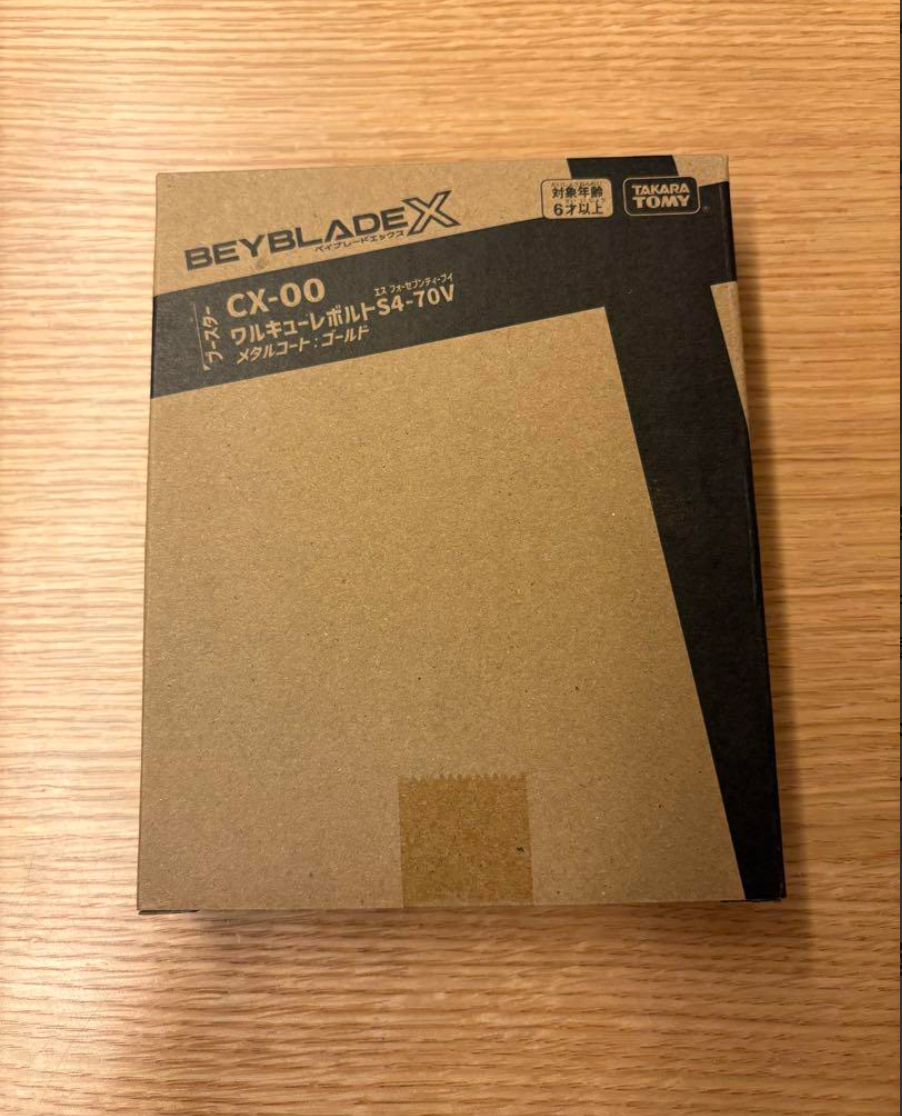 BEYBLADE X
ベイブレードエックス
対象年齢
6才以上
TAKARA
TOMY
ブースター
CX-00
エス フォーセブンティーブイ
ワルキューレボルトS4-70V
メタルコート：ゴールド